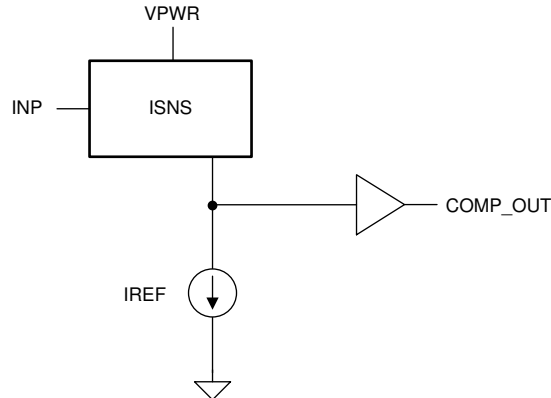 VPWR
INP
ISNS
COMP_OUT
IREF